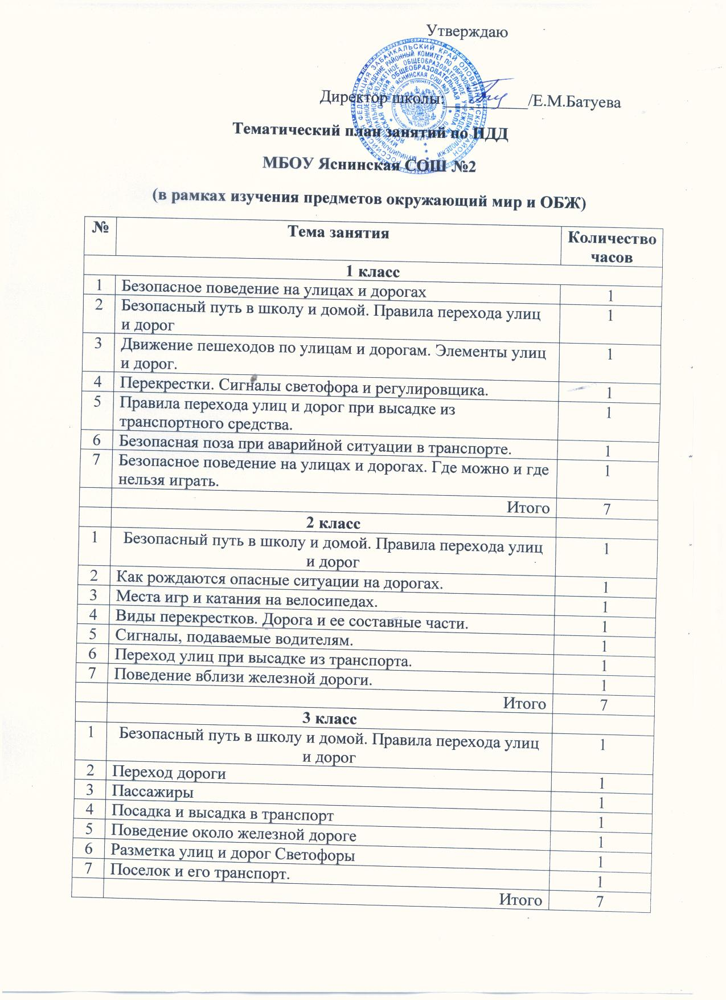 Утверждаю
Директор школы:__________/Е.М.Батуева
Тематический план занятий по ПДД
МБОУ Яснинская СОШ №2
(в рамках изучения предметов окружающий мир и ОБЖ)
№ Тема занятия Количество
часов
1 класс
1 Безопасное поведение на улицах и дорогах 1
2 Безопасный путь в школу и домой. Правила перехода улиц 1
и дорог
3 Движение пешеходов по улицам и дорогам. Элементы улиц 1
и дорог.
4 Перекрестки. Сигналы светофора и регулировщика. 1
5 Правила перехода улиц и дорог при высадке из 1
транспортного средства.
6 Безопасная поза при аварийной ситуации в транспорте. 1
7 Безопасное поведение на улицах и дорогах. Где можно и где 1
нельзя играть.
Итого 7
2 класс
1 Безопасный путь в школу и домой. Правила перехода улиц 1
и дорог
2 Как рождаются опасные ситуации на дорогах. 1
3 Места игр и катания на велосипедах. 1
4 Виды перекрестков. Дорога и ее составные части. 1
5 Сигналы, подаваемые водителям. 1
6 Переход улиц при высадке из транспорта. 1
7 Поведение вблизи железной дороги. 1
Итого 7
3 класс
1 Безопасный путь в школу и домой. Правила перехода улиц 1
и дорог
2 Переход дороги 1
3 Пассажиры 1
4 Посадка и высадка в транспорт 1
5 Поведение около железной дороге 1
6 Разметка улиц и дорог Светофоры 1
7 Поселок и его транспорт. 1
Итого 7